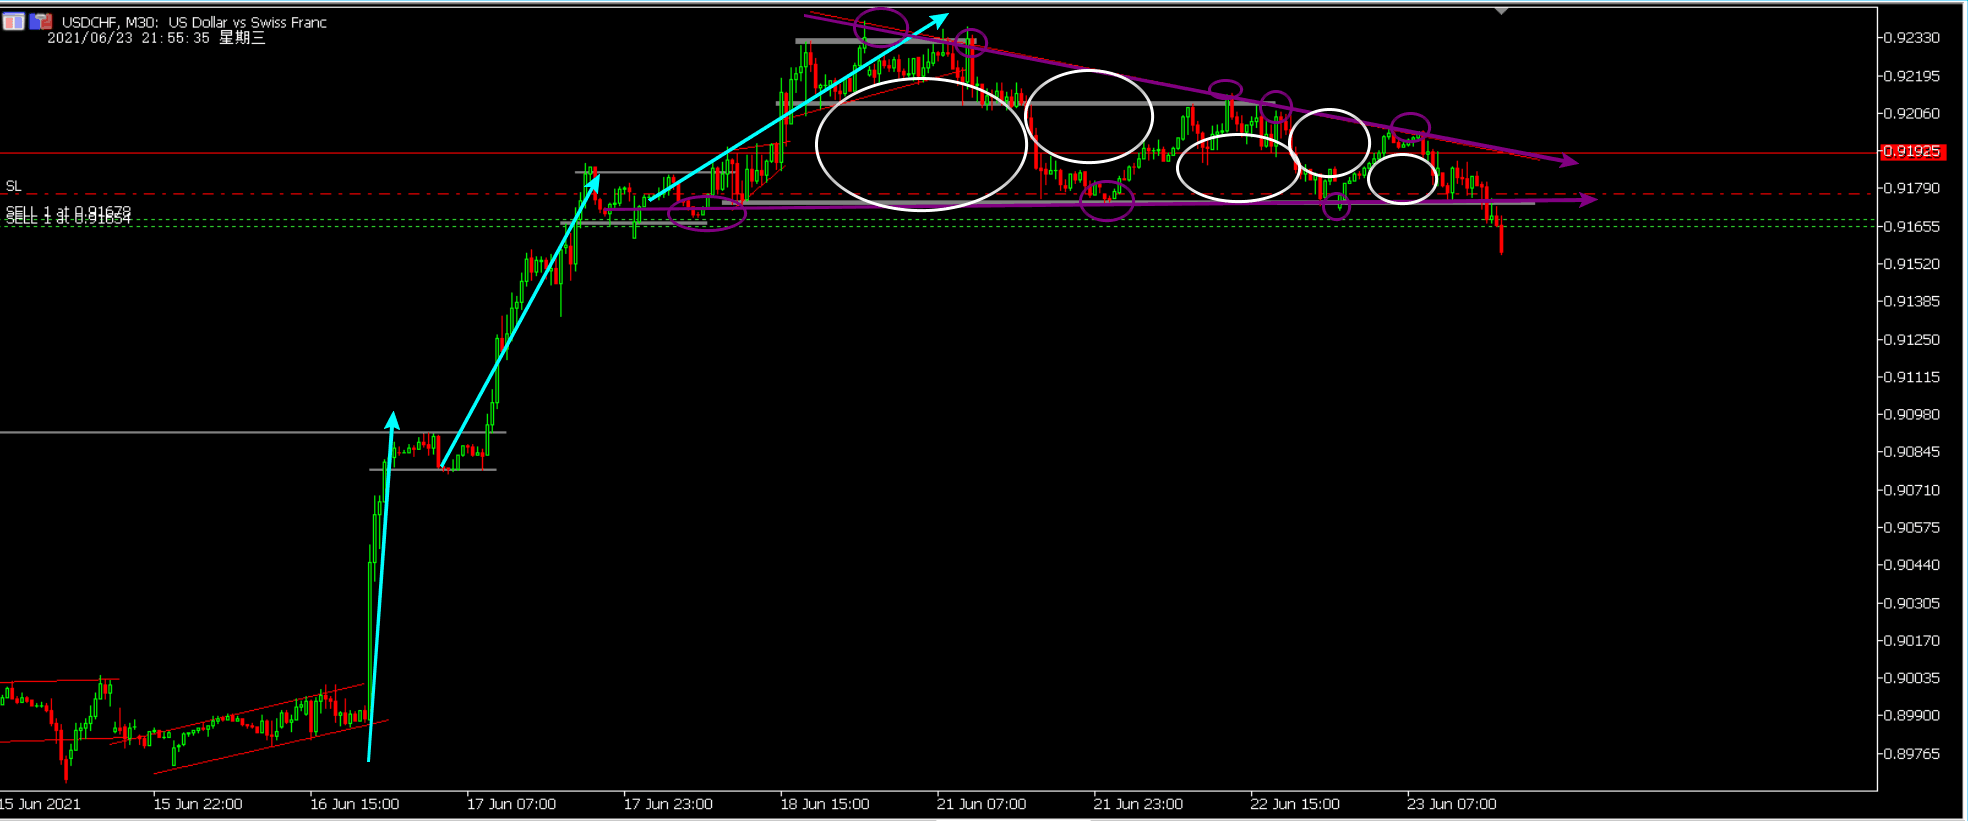 USDCHF, M30: US Dollar vs Swiss Franc
2021/06/23 21:55:35 星期三
0.92330
0.92195
0.92060
0.91925
0.91790
0.91655
0.91520
0.91385
0.91250
0.91115
0.90980
0.90845
0.90710
0.90575
0.90440
0.90305
0.90170
0.90035
0.89900
0.89765
SL
SELL 1 at 0.91678
SELL 1 at 0.91654
15 Jun 2021
15 Jun 22:00
16 Jun 15:00
17 Jun 07:00
17 Jun 23:00
18 Jun 15:00
21 Jun 07:00
21 Jun 23:00
22 Jun 15:00
23 Jun 07:00